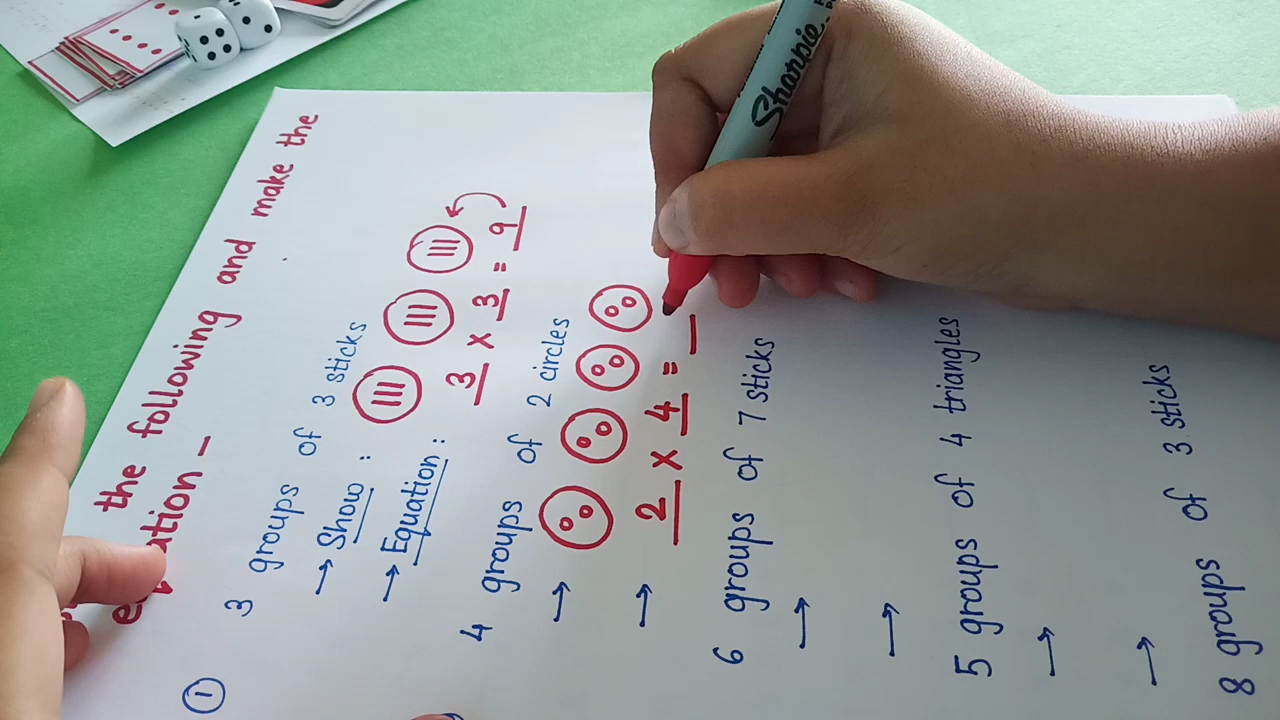 the following and make the
equation –
① 3 groups of 3 sticks
→ Show :
→ Equation : 3 x 3 = 9
4 groups of 2 circles
→
→ 2 x 4 = _
6 groups of 7 sticks
→
→
5 groups of 4 triangles
→
→
8 groups of 3 sticks
Sharpie